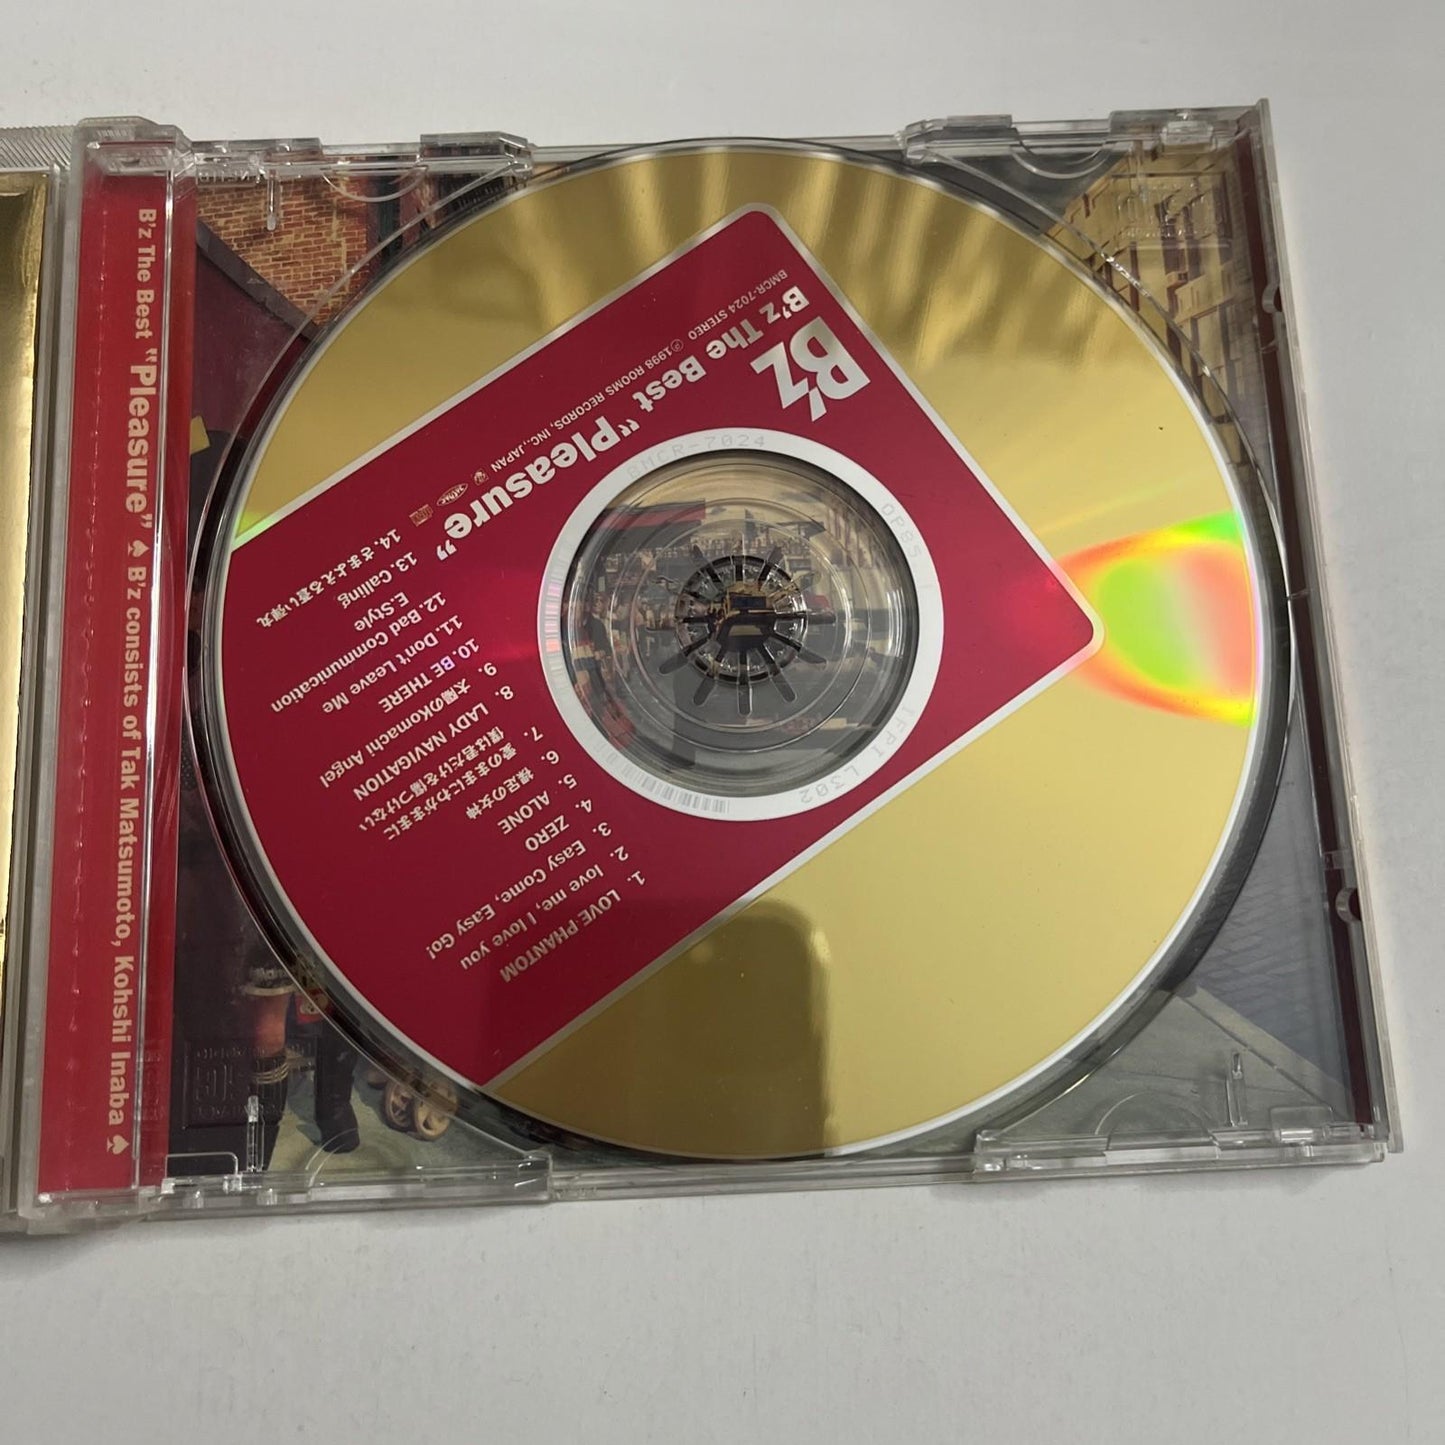 B'z The Best "Pleasure" ♠ B'z consists of Tak Matsumoto, Kohshi Inaba ♠
B'z
B'z The Best "Pleasure"
BMCR-7024 STEREO ℗1998 ROOMS RECORDS, INC.,JAPAN
1. LOVE PHANTOM
2. love me, I love you
3. Easy Come, Easy Go!
4. ZERO
5. ALONE
6. 裸足の女神
7. 愛のままにわがままに
僕は君だけを傷つけない
8. LADY NAVIGATION
9. 太陽のKomachi Angel
10. BE THERE
11. Don't Leave Me
12. Bad Communication
E.Style
13. Calling
14. さまよえる蒼い弾丸
BMCR-7024
IFPI L302